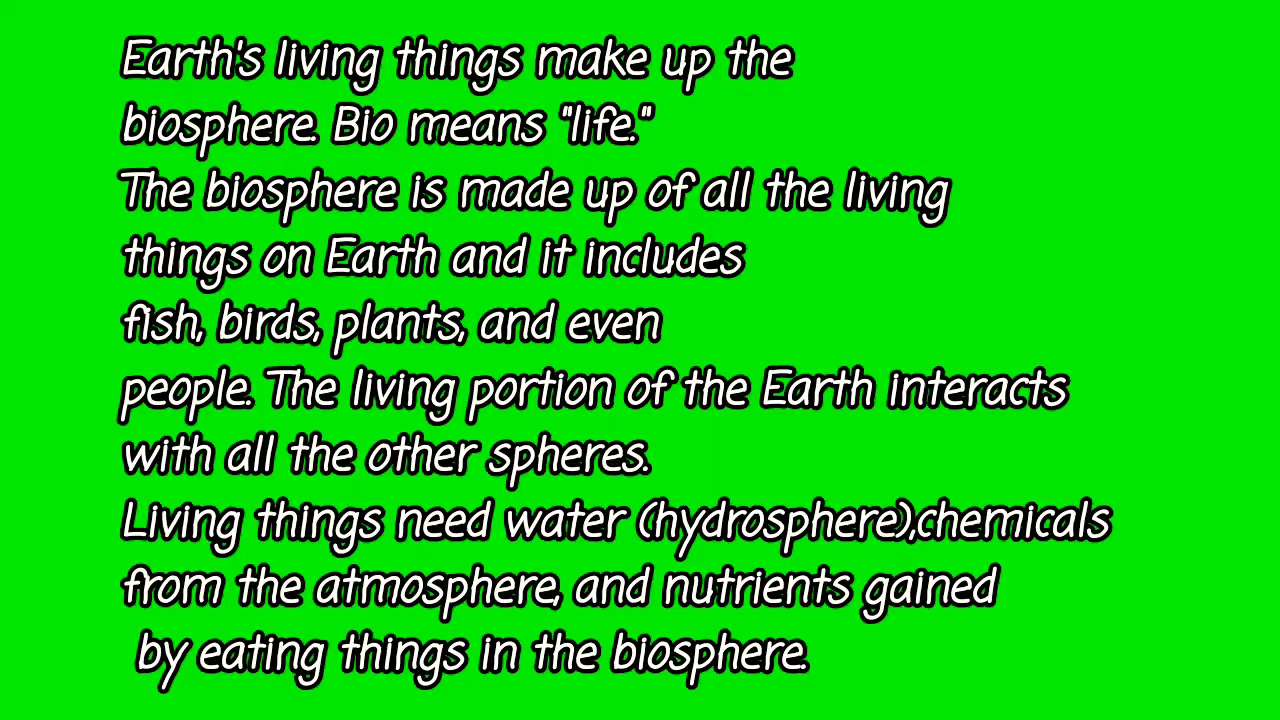 Earth's living things make up the
biosphere. Bio means "life."
The biosphere is made up of all the living
things on Earth and it includes
fish, birds, plants, and even
people. The living portion of the Earth interacts
with all the other spheres.
Living things need water (hydrosphere),chemicals
from the atmosphere, and nutrients gained
by eating things in the biosphere.